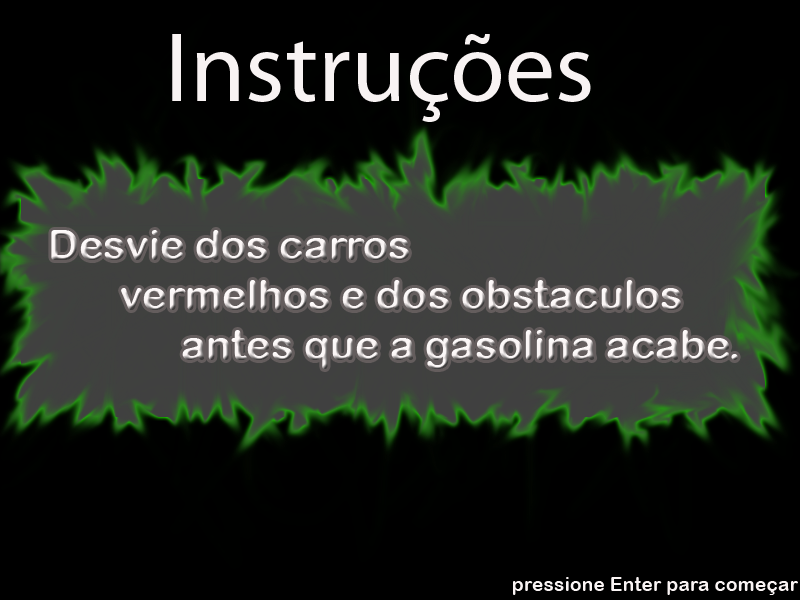 Instruções
Desvie dos carros
vermelhos e dos obstaculos
antes que a gasolina acabe.
pressione Enter para começar